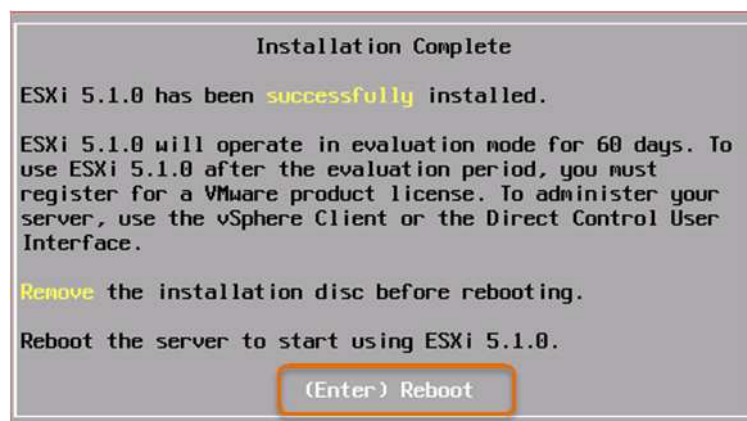 Installation Complete
ESXi 5.1.0 has been successfully installed.
ESXi 5.1.0 will operate in evaluation mode for 60 days. To
use ESXi 5.1.0 after the evaluation period, you must
register for a VMware product license. To administer your
server, use the vSphere Client or the Direct Control User
Interface.
Remove the installation disc before rebooting.
Reboot the server to start using ESXi 5.1.0.
(Enter) Reboot